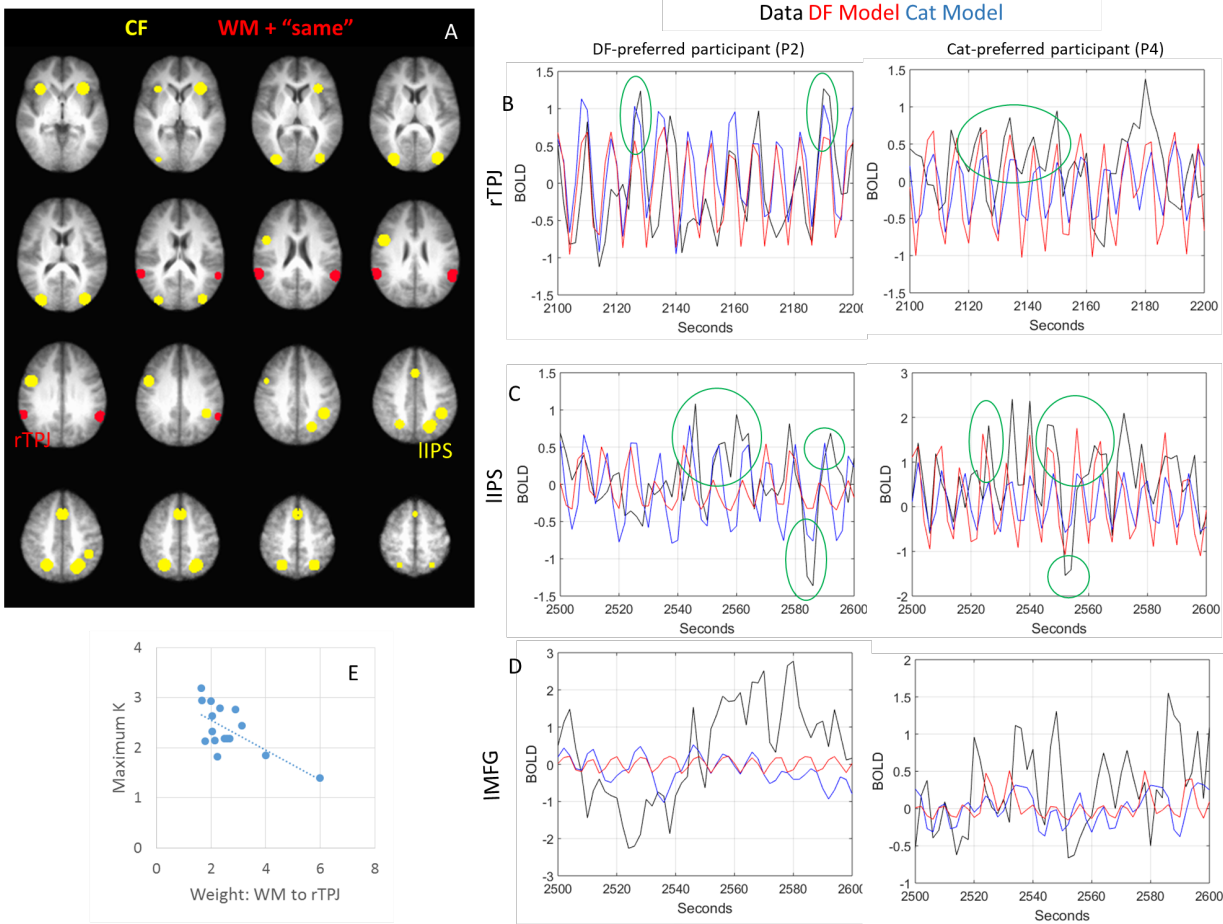 Data DF Model Cat Model
CF WM + “same” A
DF-preferred participant (P2) Cat-preferred participant (P4)
B
rTPJ
BOLD
1.5
1
0.5
0
-0.5
-1
-1.5
2100 2120 2140 2160 2180 2200
Seconds
BOLD
1.5
1
0.5
0
-0.5
-1
-1.5
2100 2120 2140 2160 2180 2200
Seconds
rTPJ lIPS
C
lIPS
BOLD
1.5
1
0.5
0
-0.5
-1
-1.5
2500 2520 2540 2560 2580 2600
Seconds
BOLD
3
2
1
0
-1
-2
2500 2520 2540 2560 2580 2600
Seconds
D
lMFG
BOLD
3
2
1
0
-1
-2
-3
2500 2520 2540 2560 2580 2600
Seconds
BOLD
2
1.5
1
0.5
0
-0.5
-1
2500 2520 2540 2560 2580 2600
Seconds
E
Maximum K
4
3
2
1
0
0 2 4 6 8
Weight: WM to rTPJ